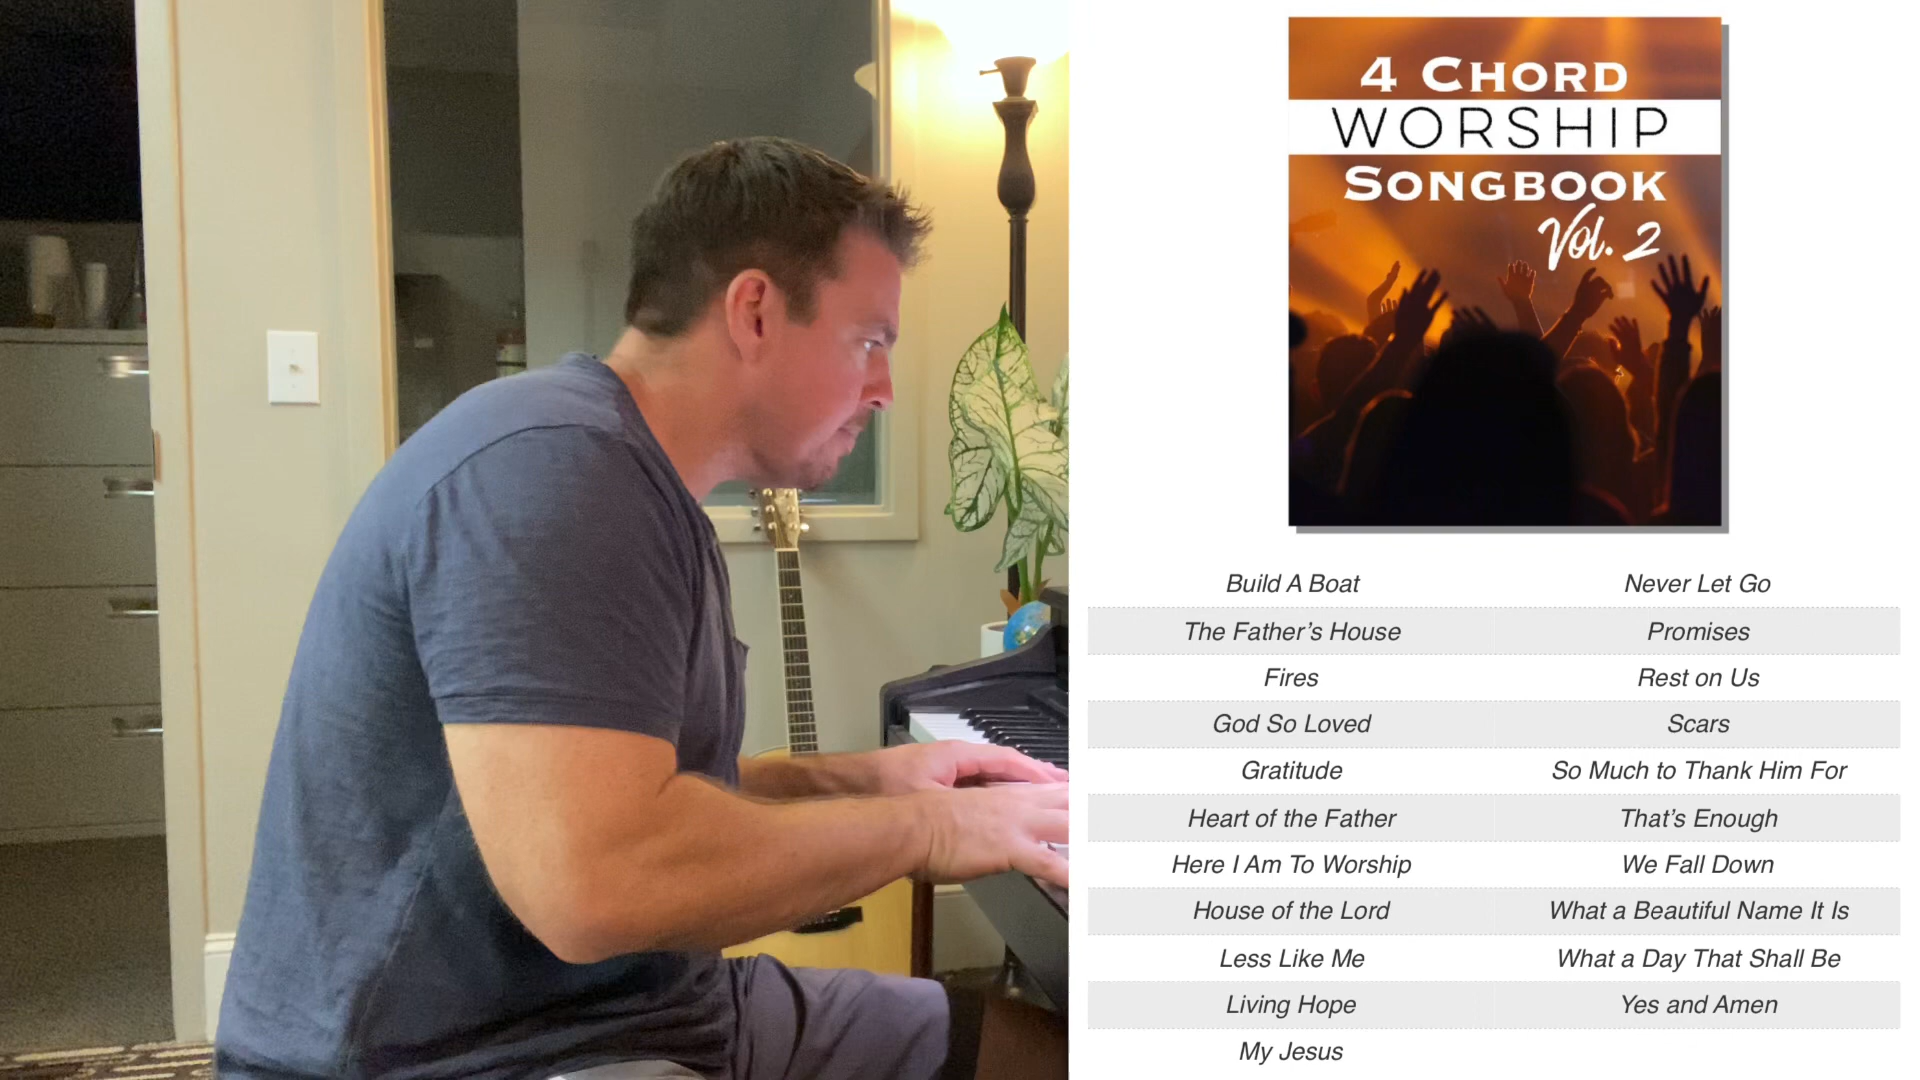 4 CHORD
WORSHIP
SONGBOOK
Vol. 2
Build A Boat
Never Let Go
The Father’s House
Promises
Fires
Rest on Us
God So Loved
Scars
Gratitude
So Much to Thank Him For
Heart of the Father
That’s Enough
Here I Am To Worship
We Fall Down
House of the Lord
What a Beautiful Name It Is
Less Like Me
What a Day That Shall Be
Living Hope
Yes and Amen
My Jesus